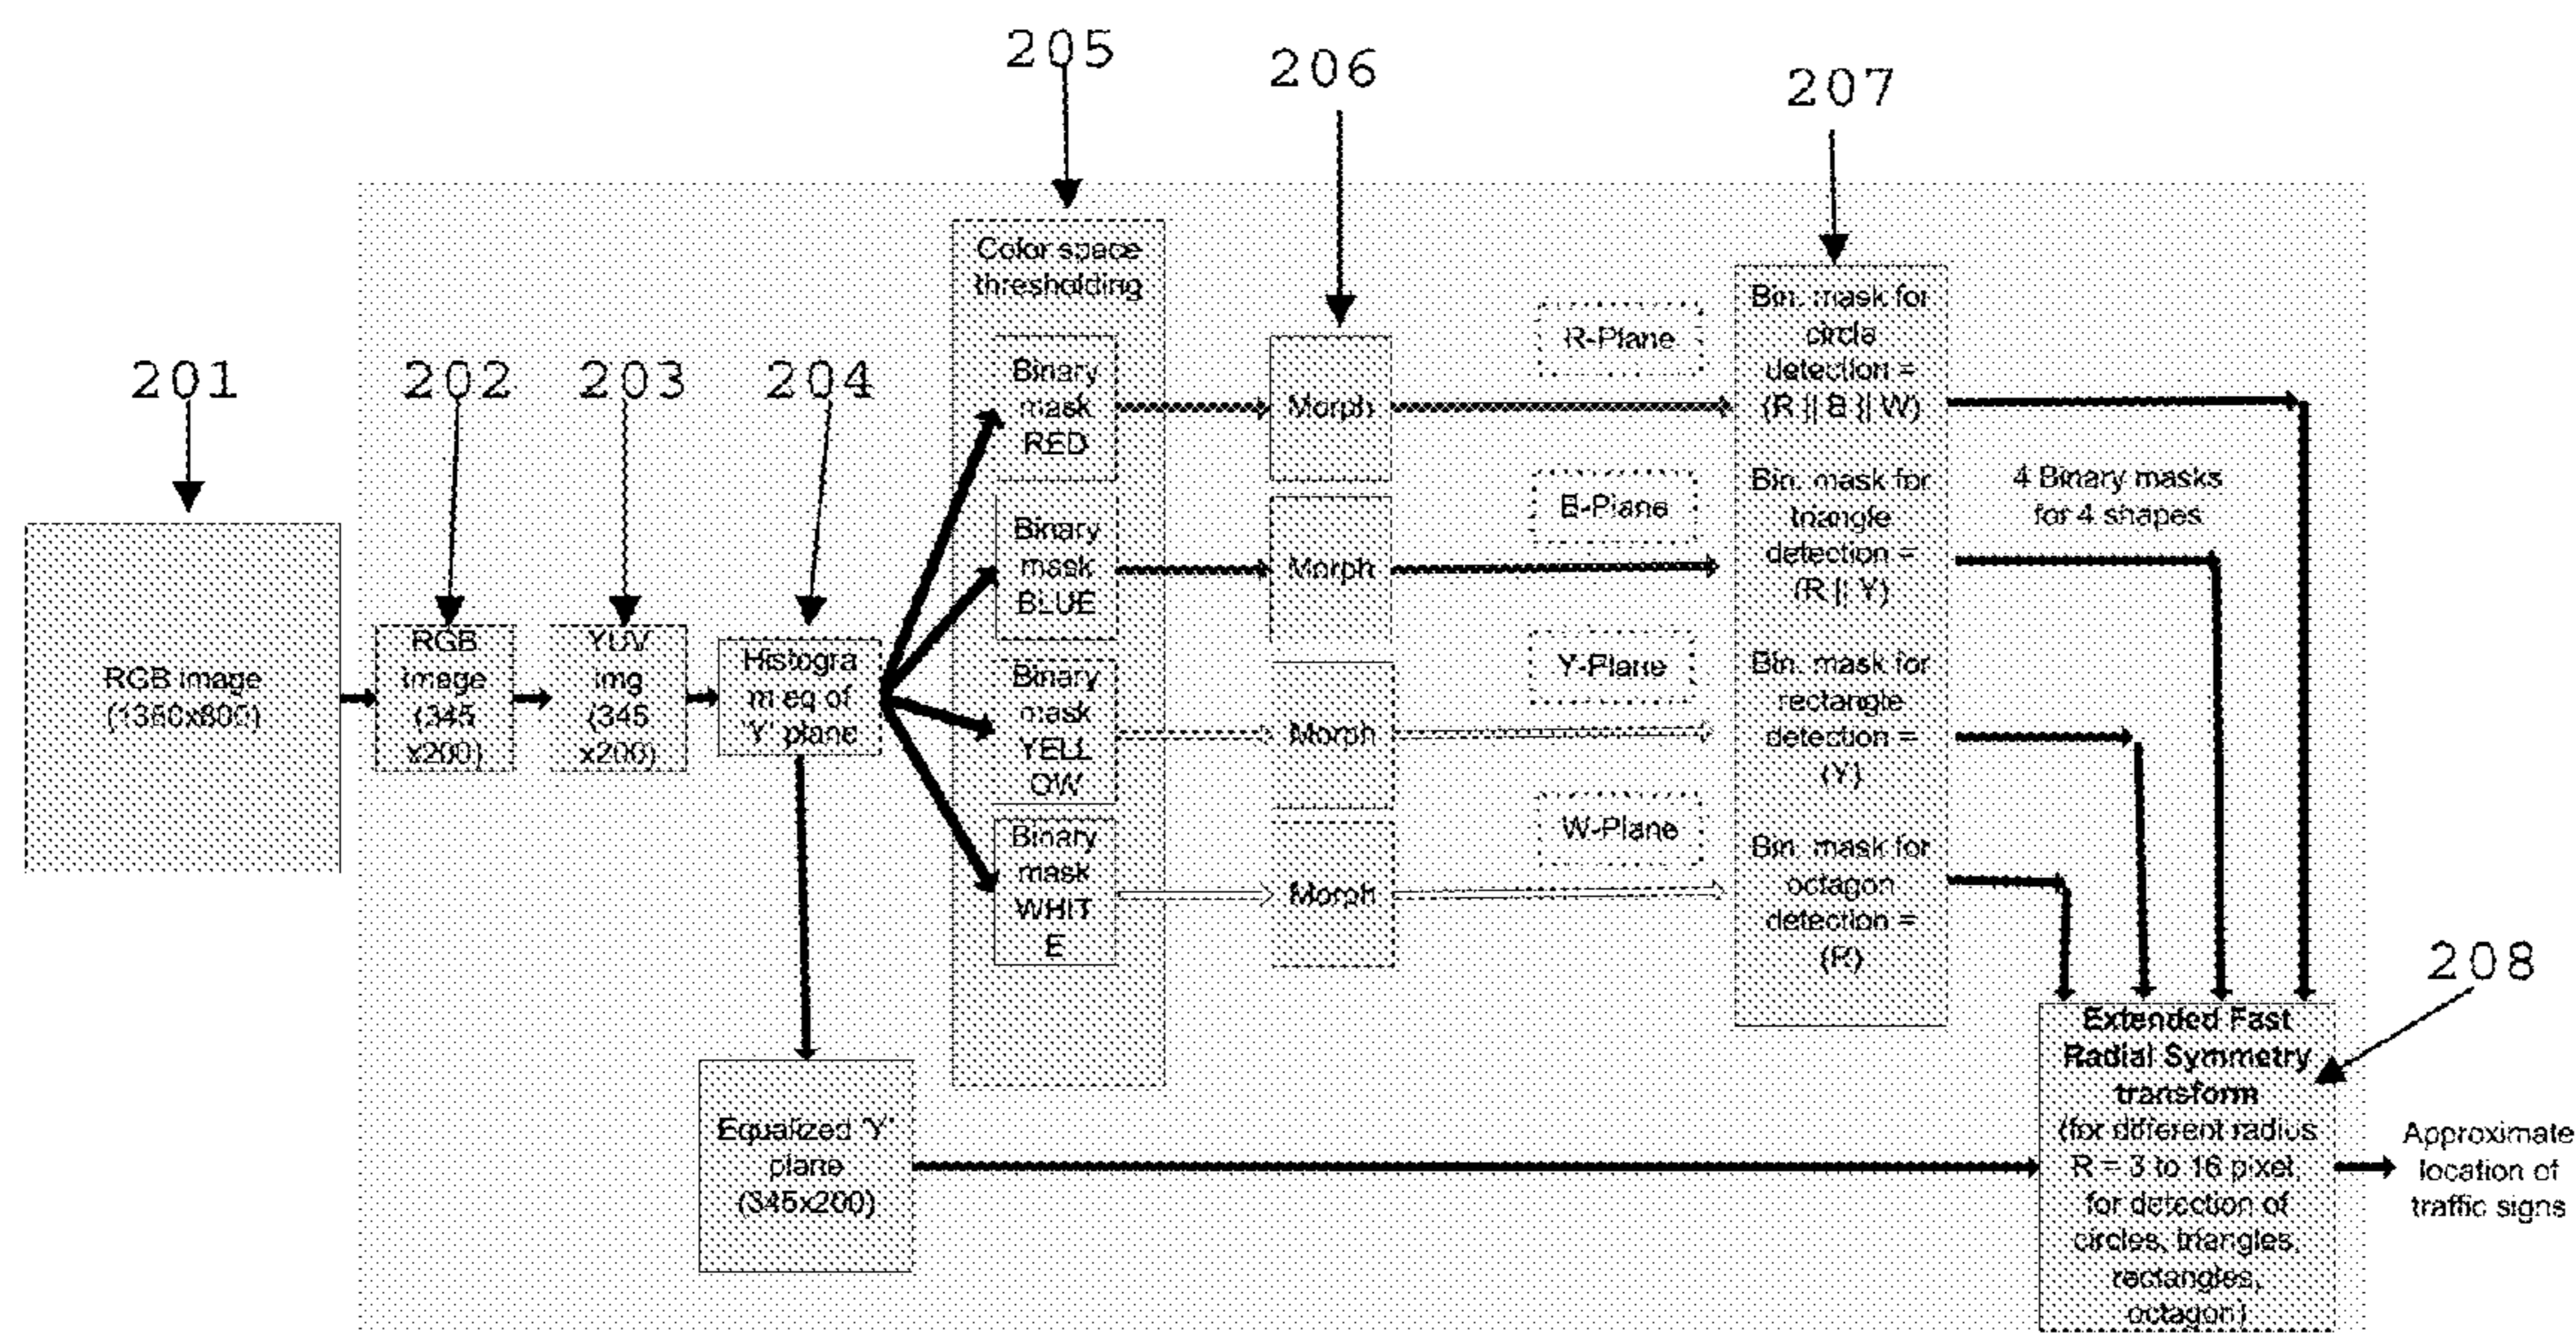 205
206
207
201
202
203
204
RGB image
(1360x800)
RGB
image
(345
x200)
YUV
img
(345
x200)
Histogra
m eq of
'Y' plane
Color space
thresholding
Binary
mask
RED
Binary
mask
BLUE
Binary
mask
YELL
OW
Binary
mask
WHIT
E
Morph
Morph
Morph
Morph
R-Plane
B-Plane
Y-Plane
W-Plane
Bin. mask for
circle
detection =
(R || B || W)
Bin. mask for
triangle
detection =
(R || Y)
Bin. mask for
rectangle
detection =
(Y)
Bin. mask for
octagon
detection =
(R)
4 Binary masks
for 4 shapes
208
Equalized 'Y'
plane
(345x200)
Extended Fast
Radial Symmetry
transform
(for different radius
R = 3 to 16 pixel,
for detection of
circles, triangles,
rectangles,
octagon)
Approximate
location of
traffic signs